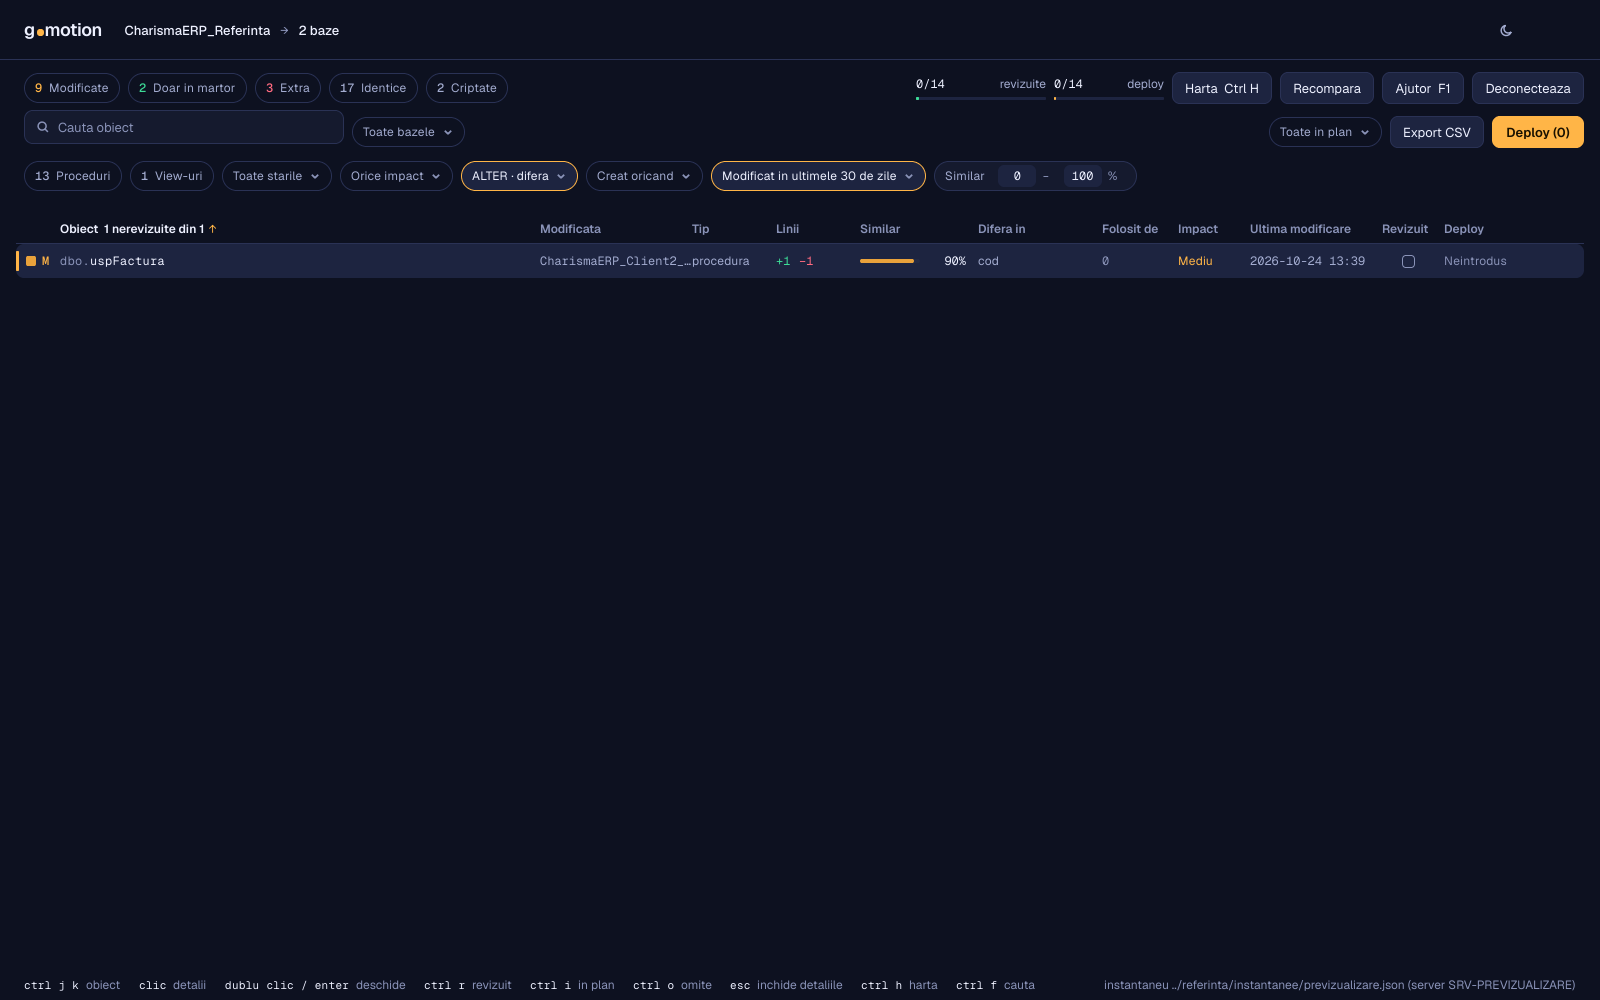 gomotion CharismaERP_Referinta → 2 baze
9 Modificate 2 Doar in martor 3 Extra 17 Identice 2 Criptate 0/14 revizuite 0/14 deploy Harta Ctrl H Recompara Ajutor F1 Deconecteaza
Cauta obiect Toate bazele Toate in plan Export CSV Deploy (0)
13 Proceduri 1 View-uri Toate starile Orice impact ALTER · difera Creat oricand Modificat in ultimele 30 de zile Similar 0 – 100 %
Obiect 1 nerevizuite din 1 ↑ Modificata Tip Linii Similar Difera in Folosit de Impact Ultima modificare Revizuit Deploy
M dbo.uspFactura CharismaERP_Client2_… procedura +1 −1 90% cod 0 Mediu 2026-10-24 13:39 Neintrodus
ctrl j k obiect clic detalii dublu clic / enter deschide ctrl r revizuit ctrl i in plan ctrl o omite esc inchide detaliile ctrl h harta ctrl f cauta instantaneu ../referinta/instantanee/previzualizare.json (server SRV-PREVIZUALIZARE)